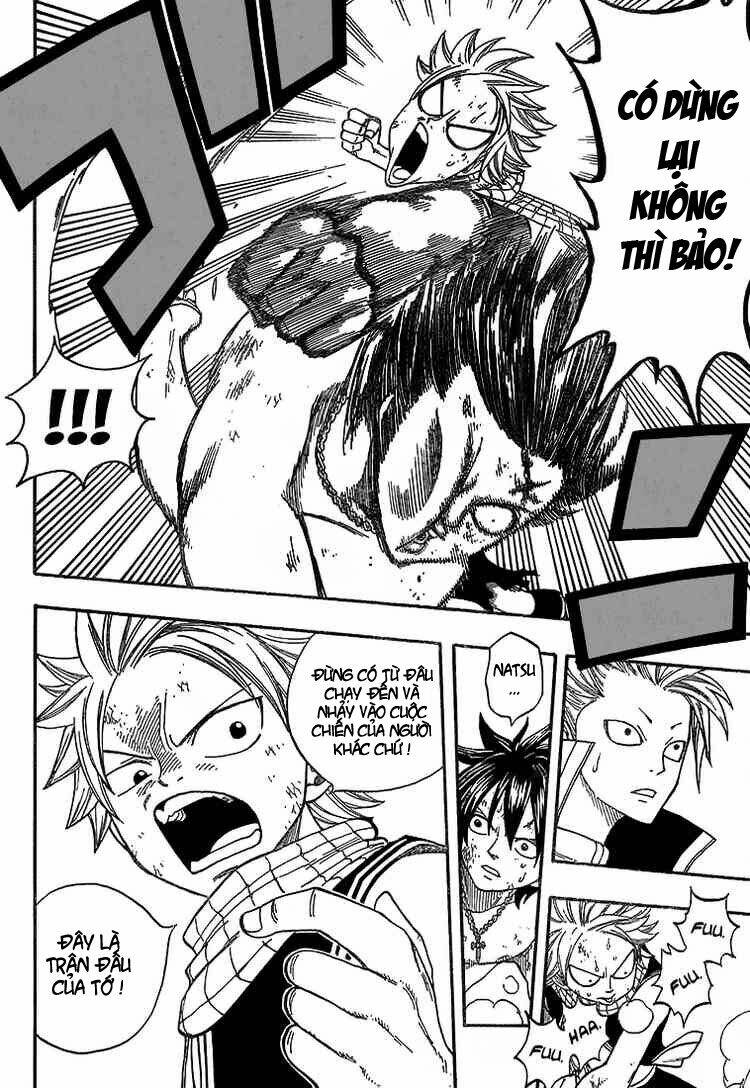 CÓ DỪNG
LẠI
KHÔNG
THÌ BẢO!
!!!
NATSU
...
ĐỪNG CÓ TỪ ĐÂU
CHẠY ĐẾN VÀ
NHẢY VÀO CUỘC
CHIẾN CỦA NGƯỜI
KHÁC CHỨ !
ĐÂY LÀ
TRẬN ĐẤU
CỦA TỚ !
FUU.
FUU.
HAA.
FUU.